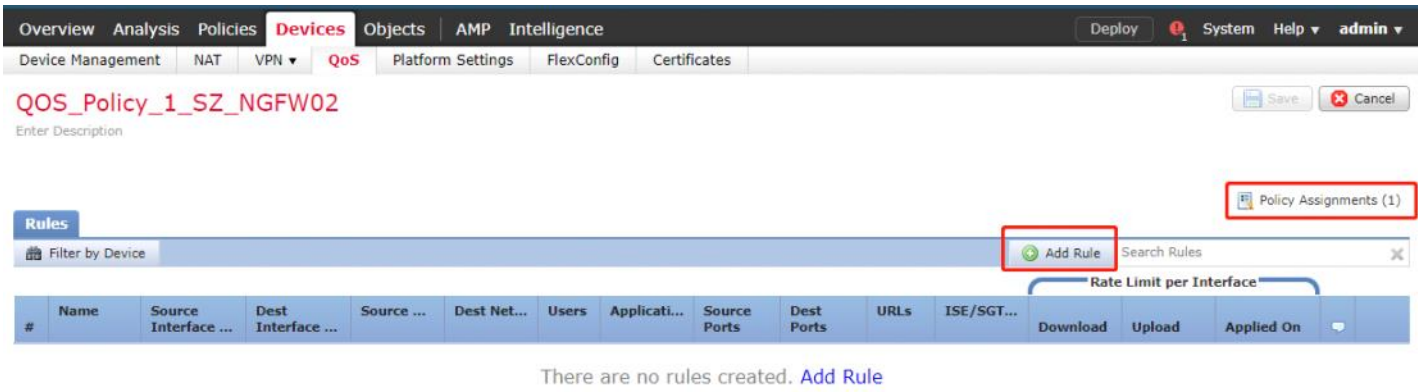 Overview Analysis Policies Devices Objects AMP Intelligence Deploy 1 System Help admin
Device Management NAT VPN QoS Platform Settings FlexConfig Certificates
QOS_Policy_1_SZ_NGFW02 Save Cancel
Enter Description
Policy Assignments (1)
Rules
Filter by Device Add Rule Search Rules
Rate Limit per Interface
# Name Source Interface ... Dest Interface ... Source ... Dest Net... Users Applicati... Source Ports Dest Ports URLs ISE/SGT... Download Upload Applied On
There are no rules created. Add Rule